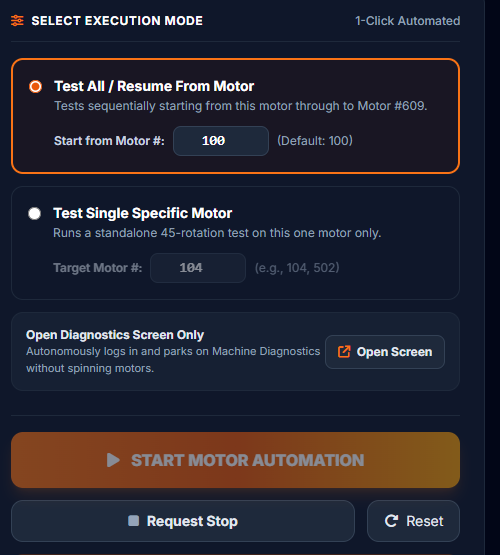 SELECT EXECUTION MODE
1-Click Automated
Test All / Resume From Motor
Tests sequentially starting from this motor through to Motor #609.
Start from Motor #: 100 (Default: 100)
Test Single Specific Motor
Runs a standalone 45-rotation test on this one motor only.
Target Motor #: 104 (e.g., 104, 502)
Open Diagnostics Screen Only
Autonomously logs in and parks on Machine Diagnostics
without spinning motors.
Open Screen
START MOTOR AUTOMATION
Request Stop
Reset